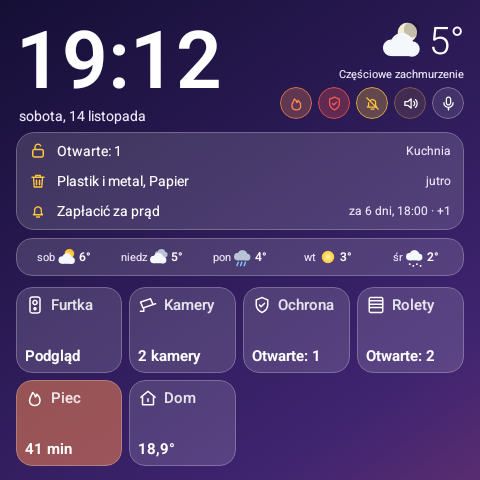 19:12
5°
Częściowe zachmurzenie
sobota, 14 listopada
Otwarte: 1 Kuchnia
Plastik i metal, Papier jutro
Zapłacić za prąd za 6 dni, 18:00 · +1
sob 6° niedz 5° pon 4° wt 3° śr 2°
Furtka Kamery Ochrona Rolety
Podgląd 2 kamery Otwarte: 1 Otwarte: 2
Piec Dom
41 min 18,9°